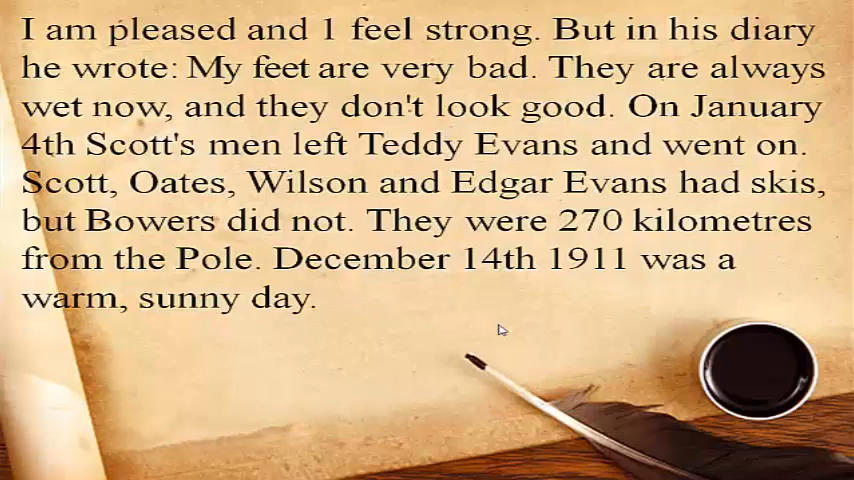 I am pleased and 1 feel strong. But in his diary
he wrote: My feet are very bad. They are always
wet now, and they don't look good. On January
4th Scott's men left Teddy Evans and went on.
Scott, Oates, Wilson and Edgar Evans had skis,
but Bowers did not. They were 270 kilometres
from the Pole. December 14th 1911 was a
warm, sunny day.